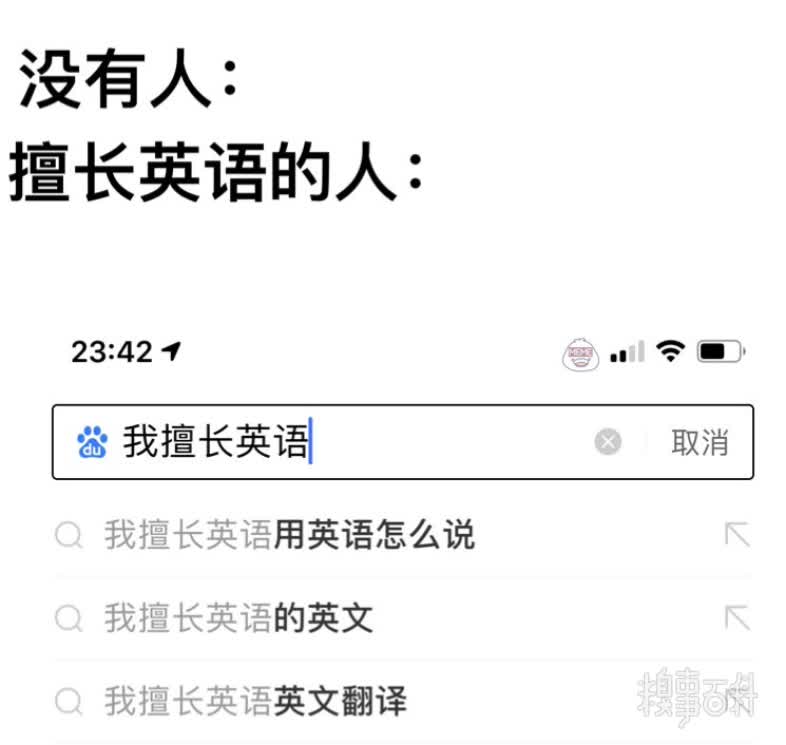 没有人：
擅长英语的人：
23:42
MEME
du 我擅长英语 取消
我擅长英语用英语怎么说
我擅长英语的英文
我擅长英语英文翻译
糗事百科